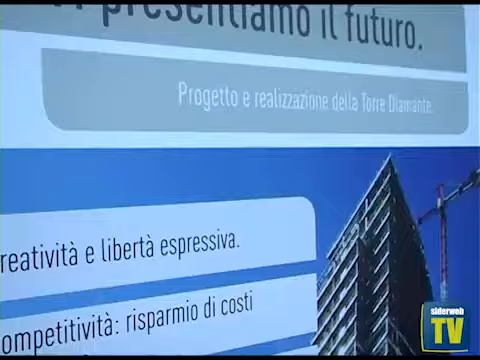 presentiamo il futuro.
Progetto e realizzazione della Torre Diamante
reatività e libertà espressiva.
ompetitività: risparmio di costi
siderweb
TV